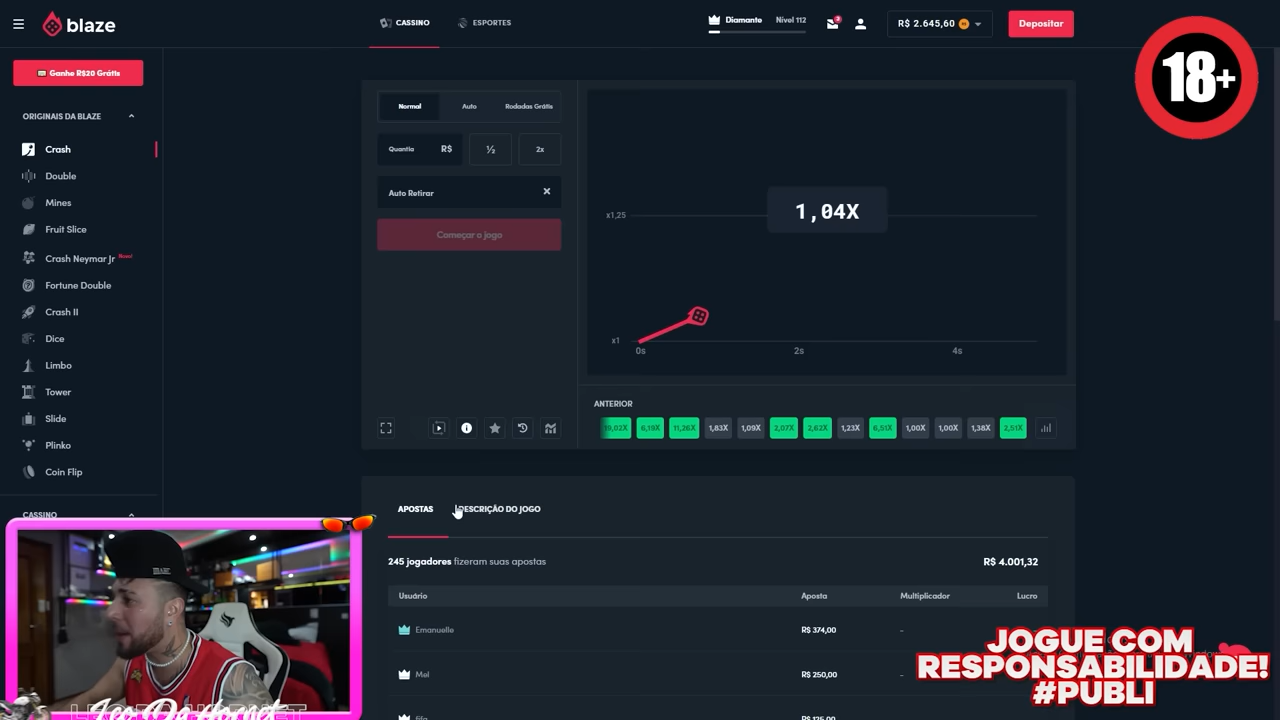 blaze
CASSINO
ESPORTES
Diamante
Nível 112
3
R$ 2.645,60
Depositar
18+
Ganhe R$20 Grátis
ORIGINAIS DA BLAZE
Crash
Double
Mines
Fruit Slice
Crash Neymar Jr Novo!
Fortune Double
Crash II
Dice
Limbo
Tower
Slide
Plinko
Coin Flip
CASSINO
Normal
Auto
Rodadas Grátis
Quantia R$
½
2x
Auto Retirar
Começar o jogo
x1,25
1,04X
x1
0s
2s
4s
ANTERIOR
10,02X
6,19X
11,26X
1,83X
1,09X
2,07X
2,62X
1,23X
6,51X
1,00X
1,00X
1,38X
2,51X
APOSTAS
DESCRIÇÃO DO JOGO
245 jogadores fizeram suas apostas
R$ 4.001,32
Usuário
Aposta
Multiplicador
Lucro
Emanuelle
R$ 374,00
-
Mel
R$ 250,00
-
JOGUE COM
RESPONSABILIDADE!
#PUBLI